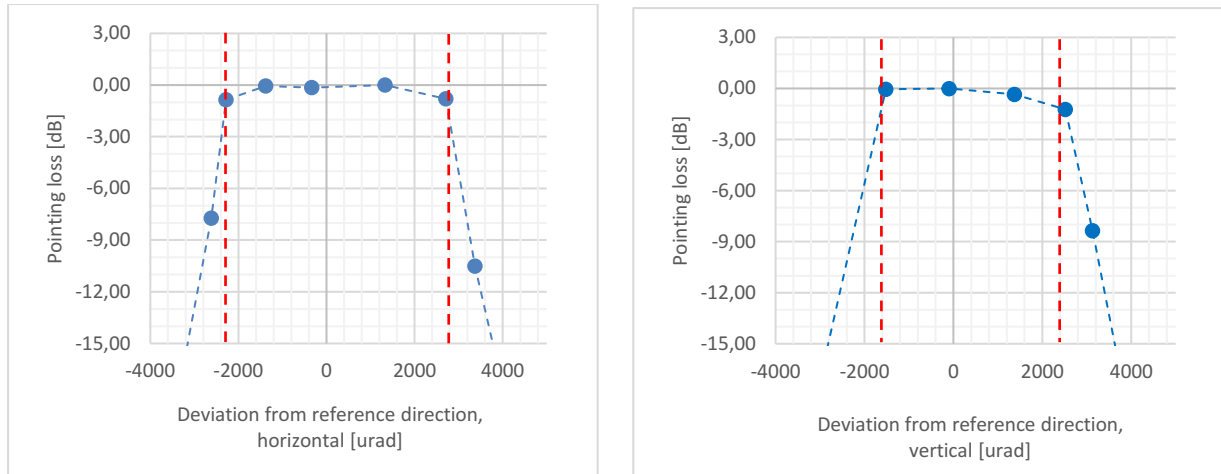 3,00
0,00
-3,00
-6,00
-9,00
-12,00
-15,00
-4000 -2000 0 2000 4000
Pointing loss [dB]
Deviation from reference direction,
horizontal [urad]
3,00
0,00
-3,00
-6,00
-9,00
-12,00
-15,00
-4000 -2000 0 2000 4000
Pointing loss [dB]
Deviation from reference direction,
vertical [urad]